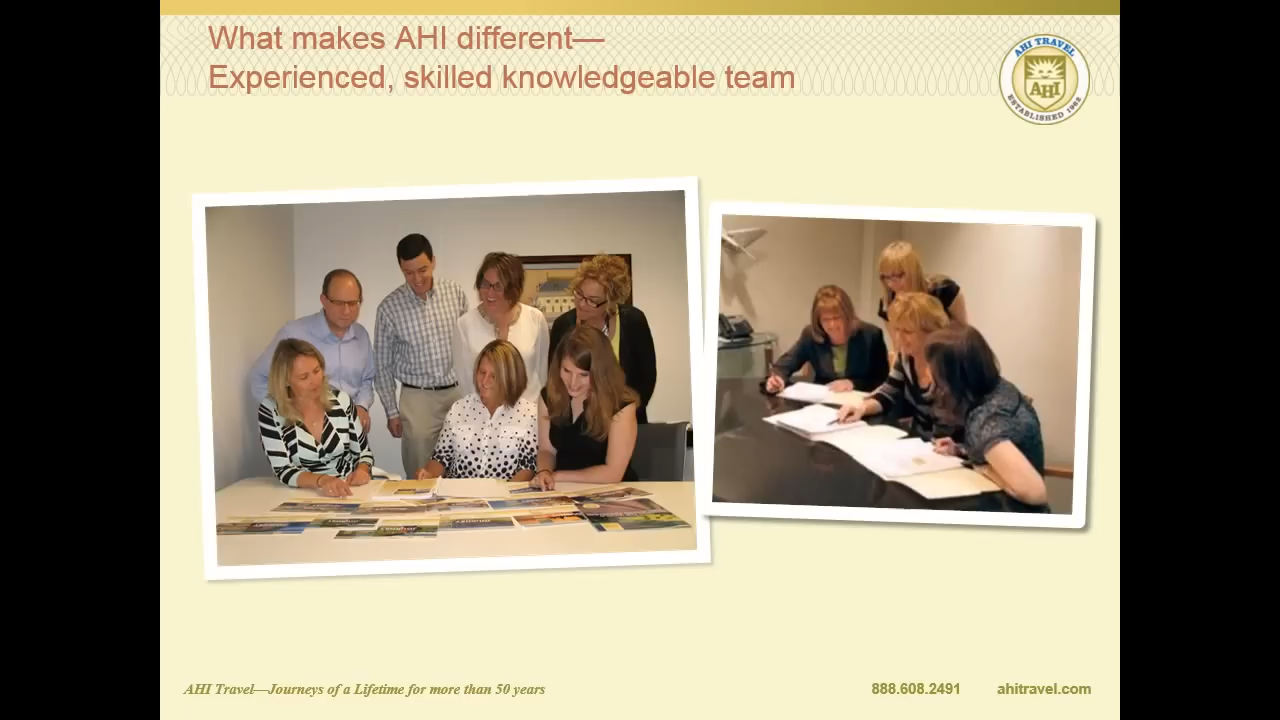 What makes AHI different—
Experienced, skilled knowledgeable team
AHI TRAVEL
AHI
ESTABLISHED 1962
AHI Travel—Journeys of a Lifetime for more than 50 years
888.608.2491
ahitravel.com